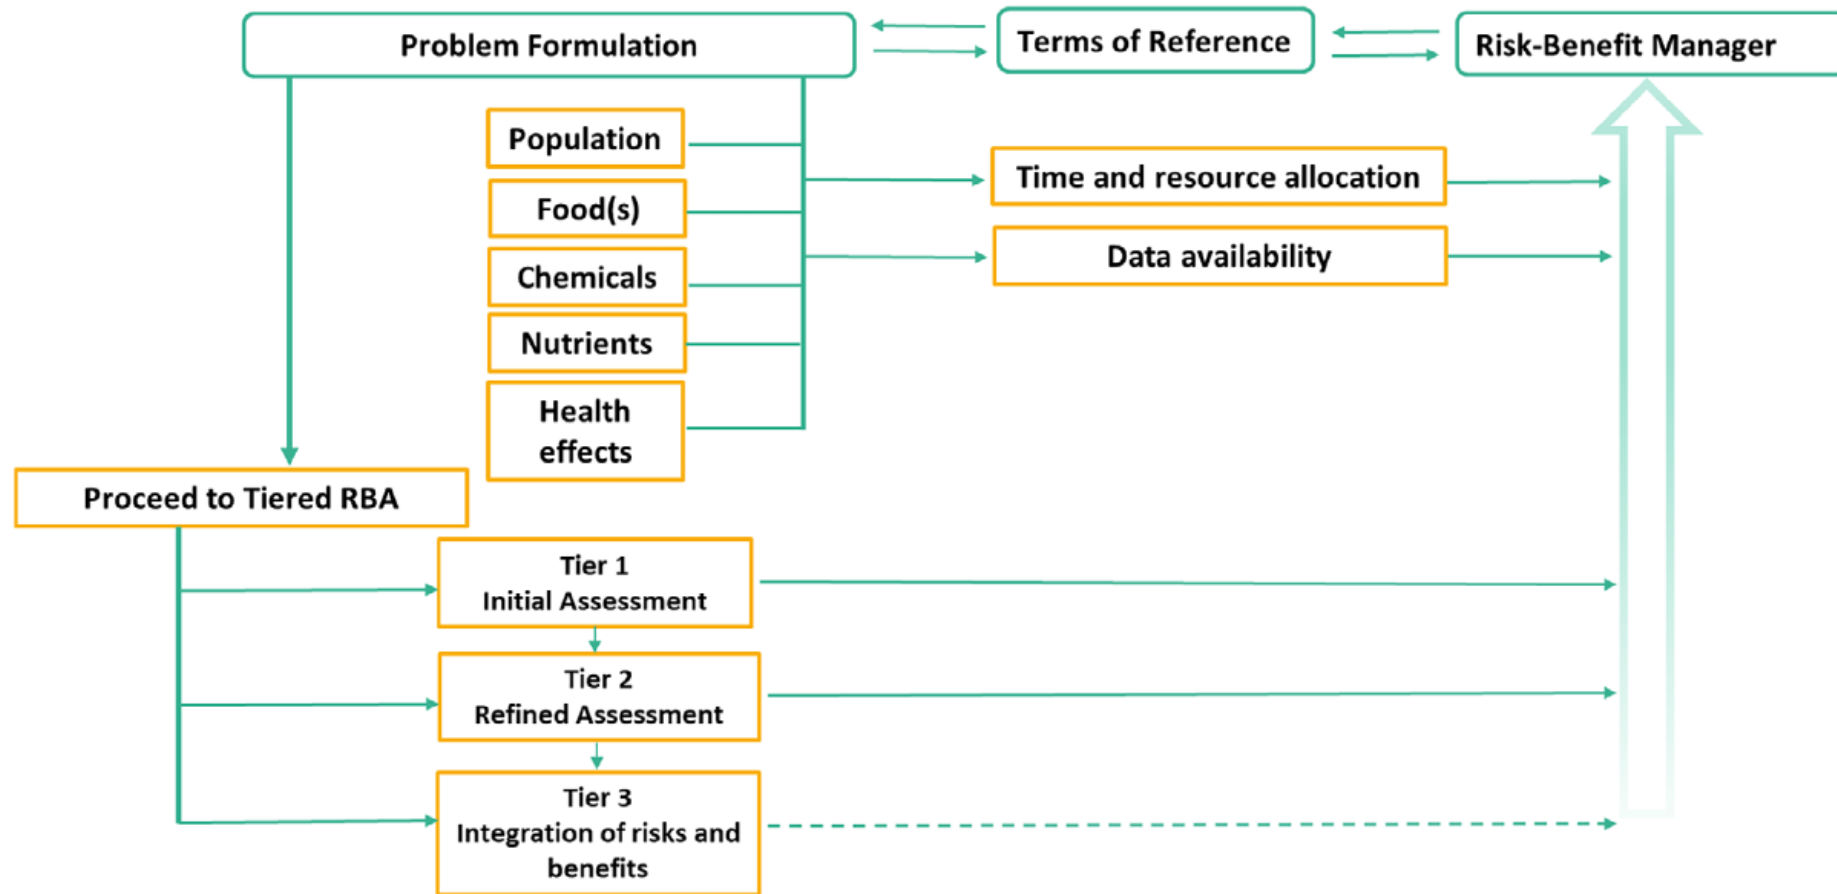 Problem Formulation
Terms of Reference
Risk-Benefit Manager
Population
Food(s)
Chemicals
Nutrients
Health
effects
Time and resource allocation
Data availability
Proceed to Tiered RBA
Tier 1
Initial Assessment
Tier 2
Refined Assessment
Tier 3
Integration of risks and
benefits